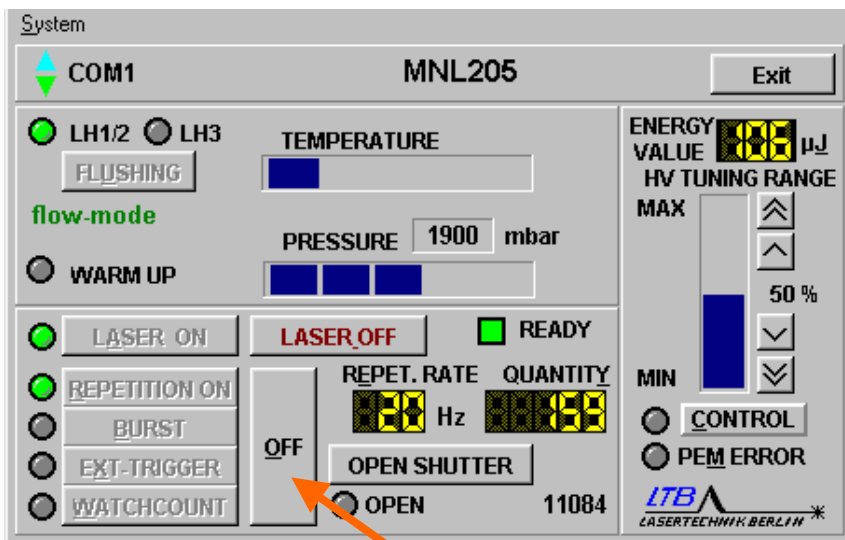 System
COM1 MNL205 Exit
LH1/2 LH3
FLUSHING
flow-mode
WARM UP
TEMPERATURE
PRESSURE 1900 mbar
ENERGY
VALUE µJ
HV TUNING RANGE
MAX
50 %
MIN
CONTROL
PEM ERROR
LASER ON LASER OFF READY
REPETITION ON
BURST
EXT-TRIGGER
WATCHCOUNT
OFF
REPET. RATE QUANTITY
20 Hz 199
OPEN SHUTTER
OPEN 11084
LTB
LASERTECHNIK BERLIN